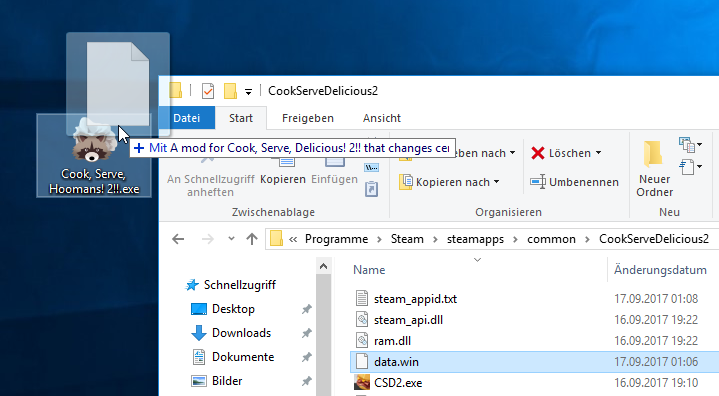 CookServeDelicious2
Datei Start Freigeben Ansicht
+ Mit A mod for Cook, Serve, Delicious! 2!! that changes cer
Cook, Serve,
Hoomans! 2!!.exe
An Schnellzugriff
anheften
Kopieren Einfügen
eben nach
Kopieren nach
Löschen
Umbenennen
Neuer
Ordner
Zwischenablage Organisieren Neu
« Programme > Steam > steamapps > common > CookServeDelicious2
Name Änderungsdatum
Schnellzugriff
Desktop
Downloads
Dokumente
Bilder
steam_appid.txt 17.09.2017 01:08
steam_api.dll 16.09.2017 19:22
ram.dll 16.09.2017 19:22
data.win 17.09.2017 01:06
CSD2.exe 16.09.2017 19:10